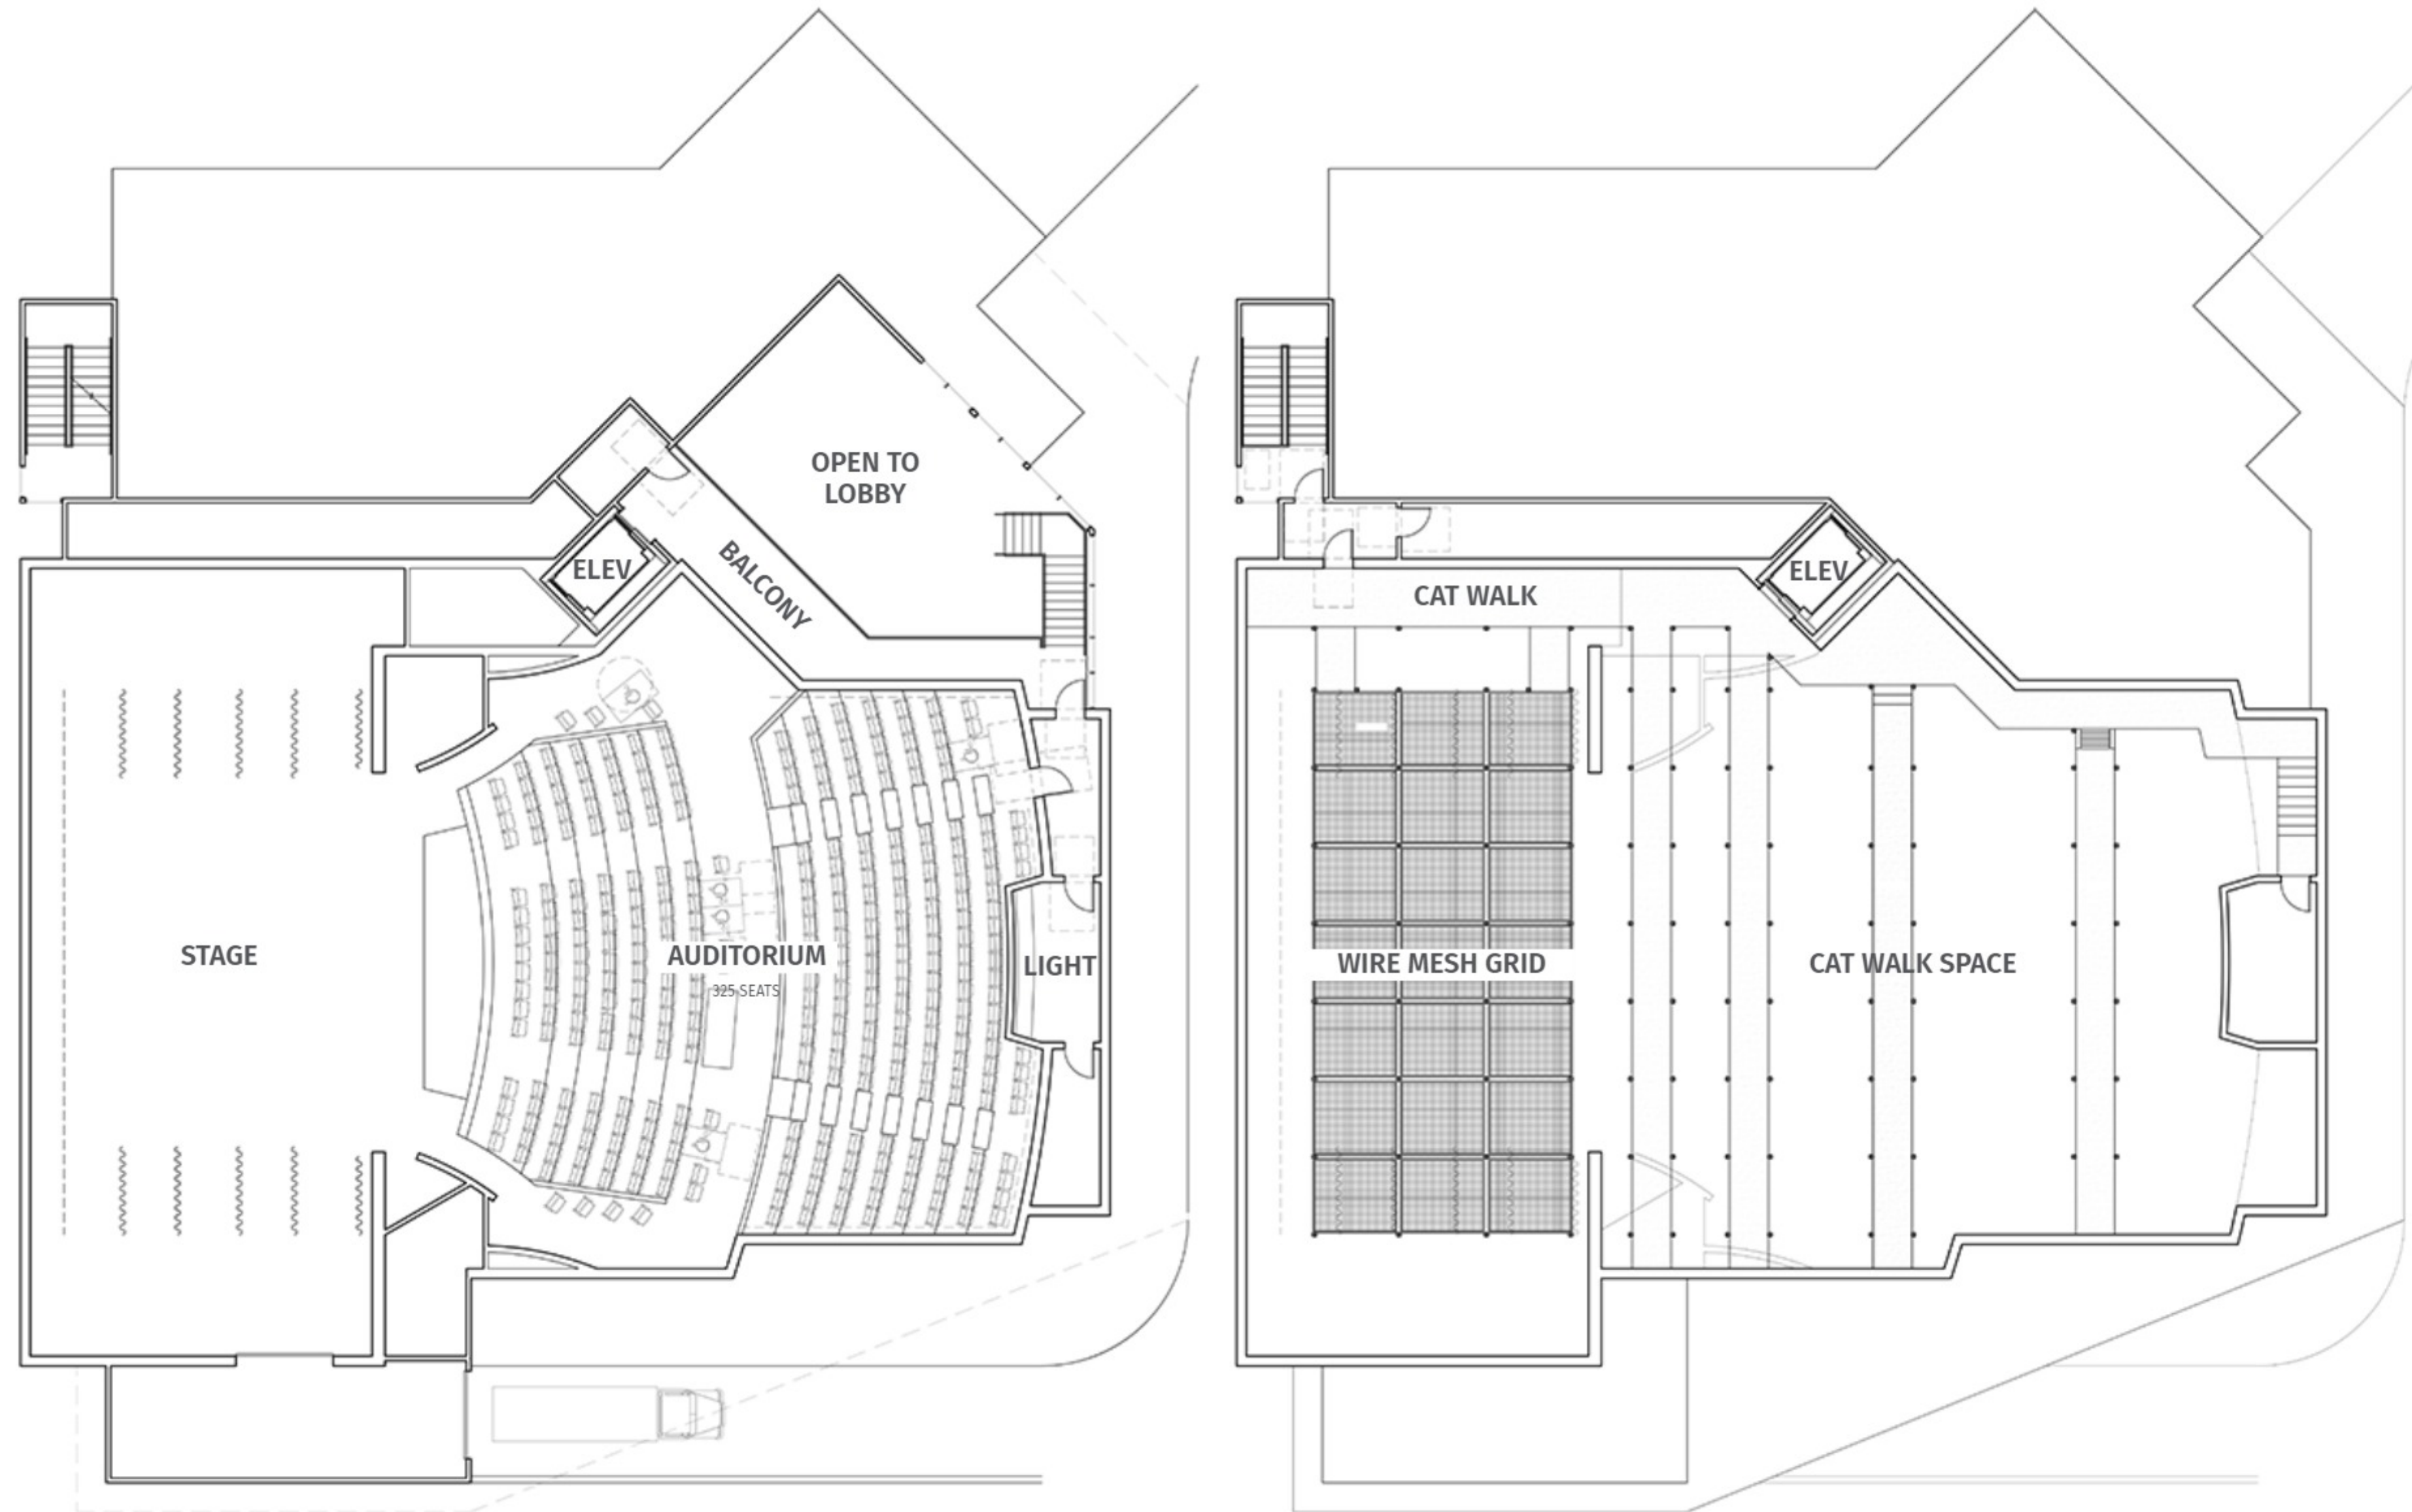 OPEN TO
LOBBY
ELEV
BALCONY
STAGE
AUDITORIUM
325 SEATS
LIGHT
CAT WALK
ELEV
WIRE MESH GRID
CAT WALK SPACE